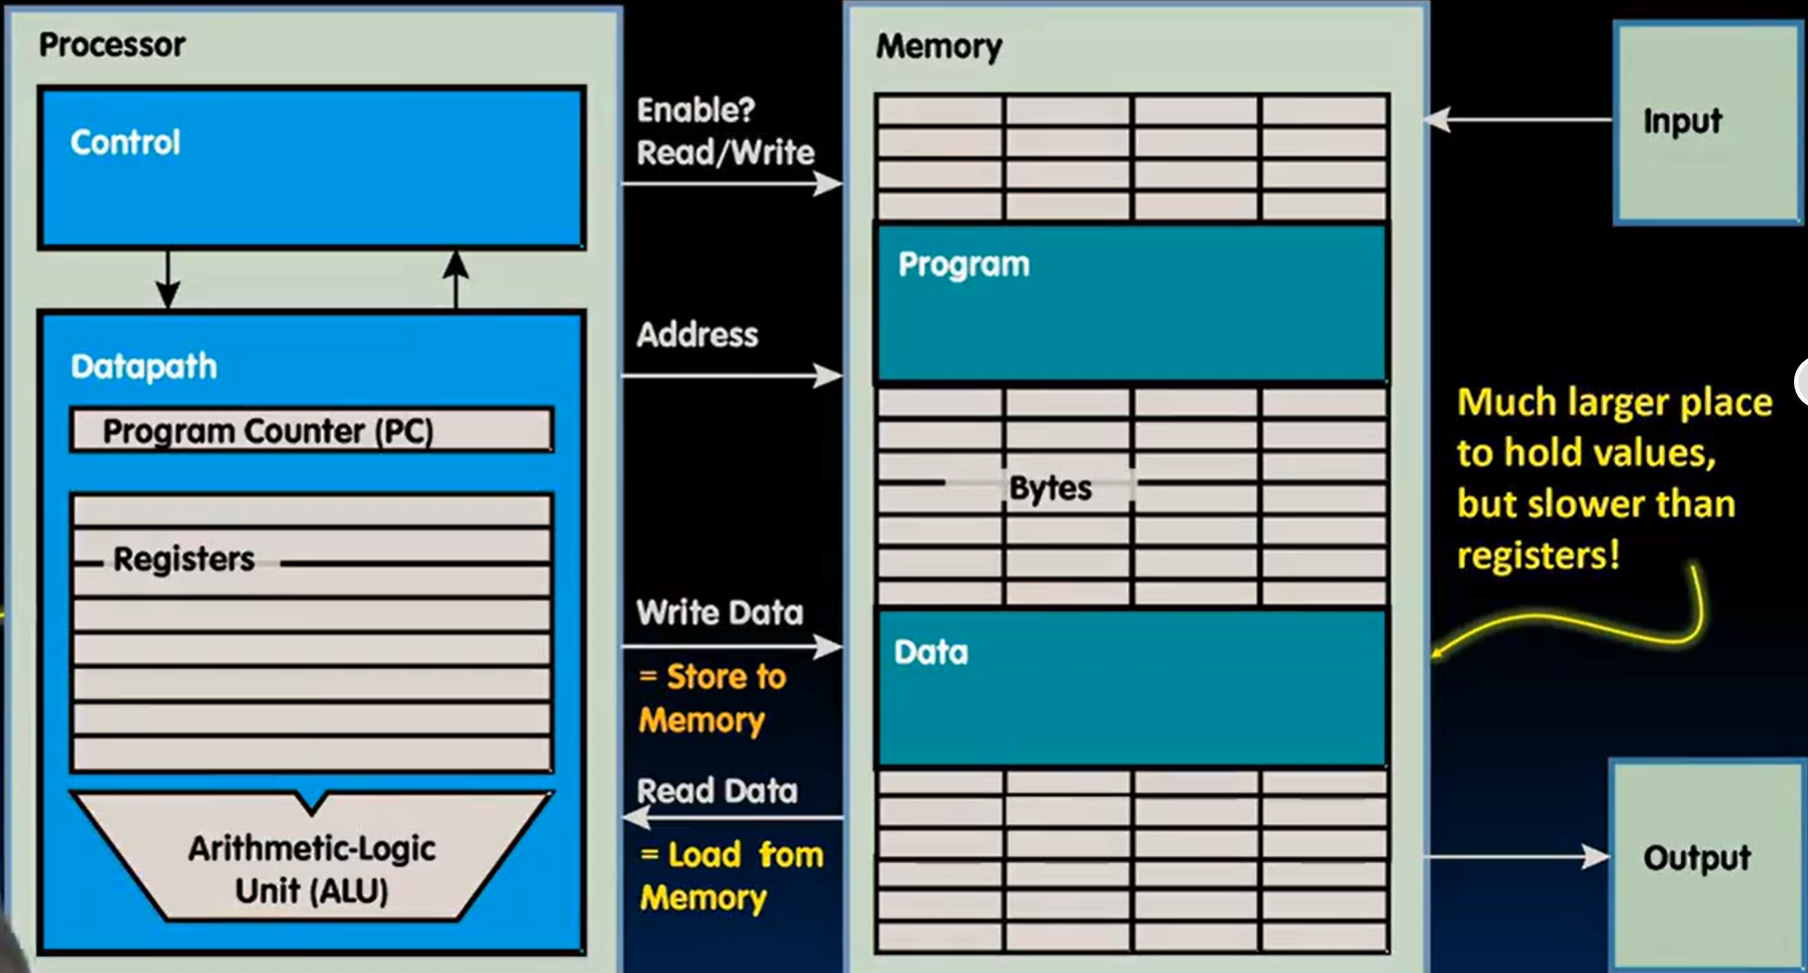 Processor
Control
Datapath
Program Counter (PC)
Registers
Arithmetic-Logic
Unit (ALU)
Enable?
Read/Write
Address
Write Data
= Store to
Memory
Read Data
= Load fom
Memory
Memory
Program
Bytes
Data
Input
Much larger place
to hold values,
but slower than
registers!
Output